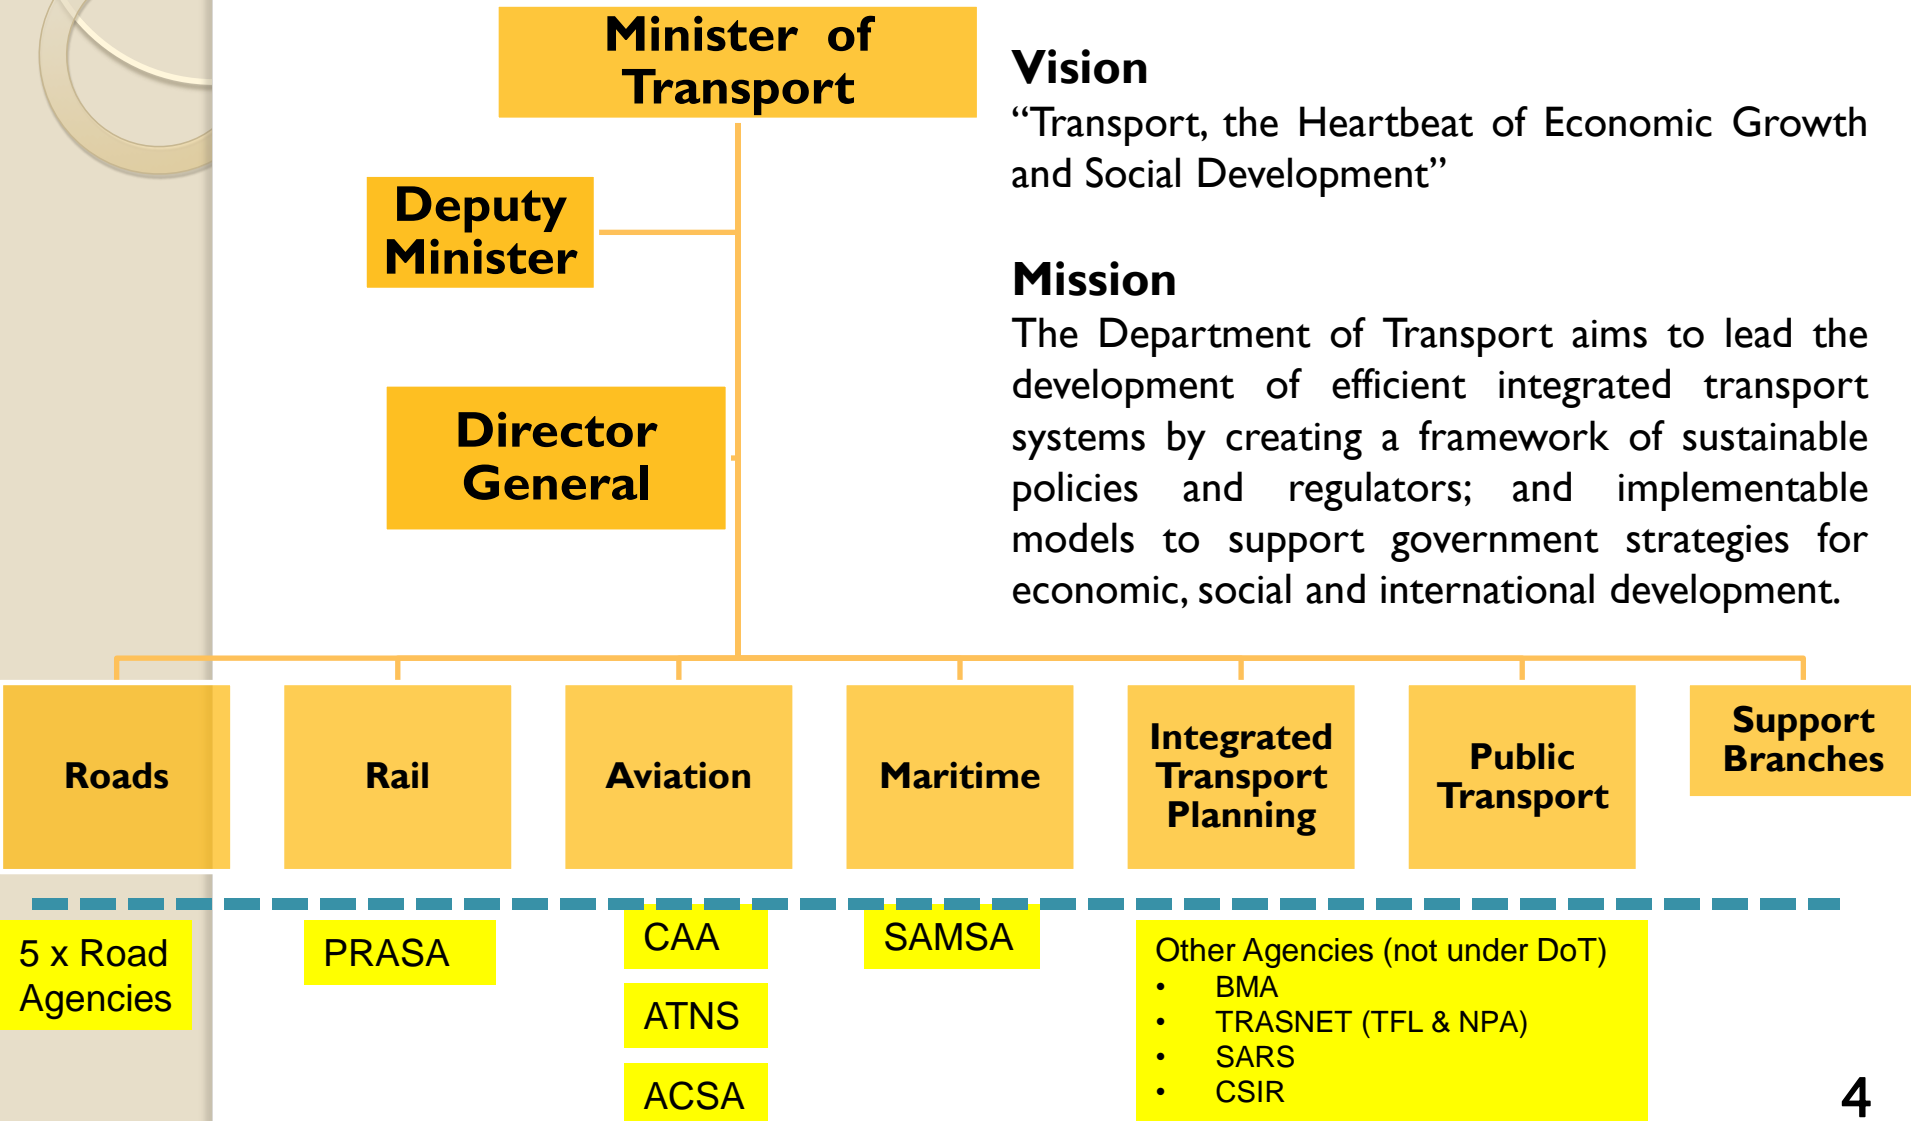 Minister of
Transport
Deputy
Minister
Director
General
Vision
“Transport, the Heartbeat of Economic Growth
and Social Development”
Mission
The Department of Transport aims to lead the
development of efficient integrated transport
systems by creating a framework of sustainable
policies and regulators; and implementable
models to support government strategies for
economic, social and international development.
Roads
Rail
Aviation
Maritime
Integrated
Transport
Planning
Public
Transport
Support
Branches
5 x Road
Agencies
PRASA
CAA
ATNS
ACSA
SAMSA
Other Agencies (not under DoT)
• BMA
• TRASNET (TFL & NPA)
• SARS
• CSIR
4